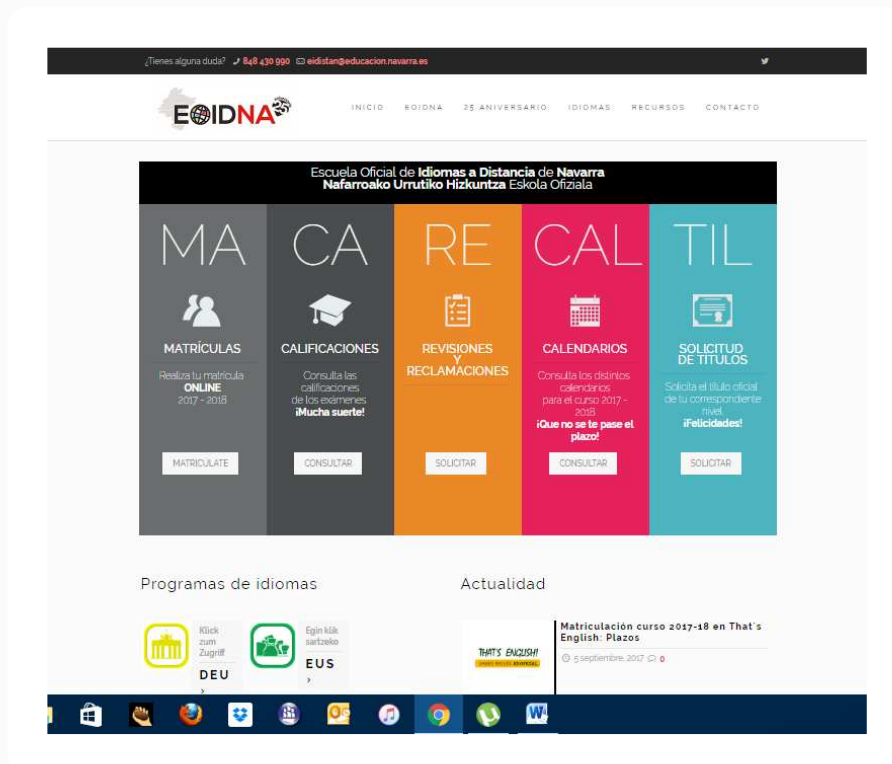 ¿Tienes alguna duda? 848 430 990 eidistan@educacion.navarra.es
EOIDNA 25
INICIO EOIDNA 25 ANIVERSARIO IDIOMAS RECURSOS CONTACTO
Escuela Oficial de Idiomas a Distancia de Navarra
Nafarroako Urrutiko Hizkuntza Eskola Ofiziala
MA
MATRÍCULAS
Realiza tu matrícula
ONLINE
2017 - 2018
MATRICÚLATE
CA
CALIFICACIONES
Consulta las
calificaciones
de los exámenes
¡Mucha suerte!
CONSULTAR
RE
REVISIONES
Y
RECLAMACIONES
SOLICITAR
CAL
CALENDARIOS
Consulta los distintos
calendarios
para el curso 2017 -
2018
¡Que no se te pase el
plazo!
CONSULTAR
TIL
SOLICITUD
DE TÍTULOS
Solicita el título oficial
de tu correspondiente
nivel
¡Felicidades!
SOLICITAR
Programas de idiomas
Klick
zum
Zugriff
DEU
›
Egin klik
sartzeko
EUS
›
Actualidad
THAT'S ENGLISH!
Matriculación curso 2017-18 en That's
English: Plazos
5 septiembre, 2017 0